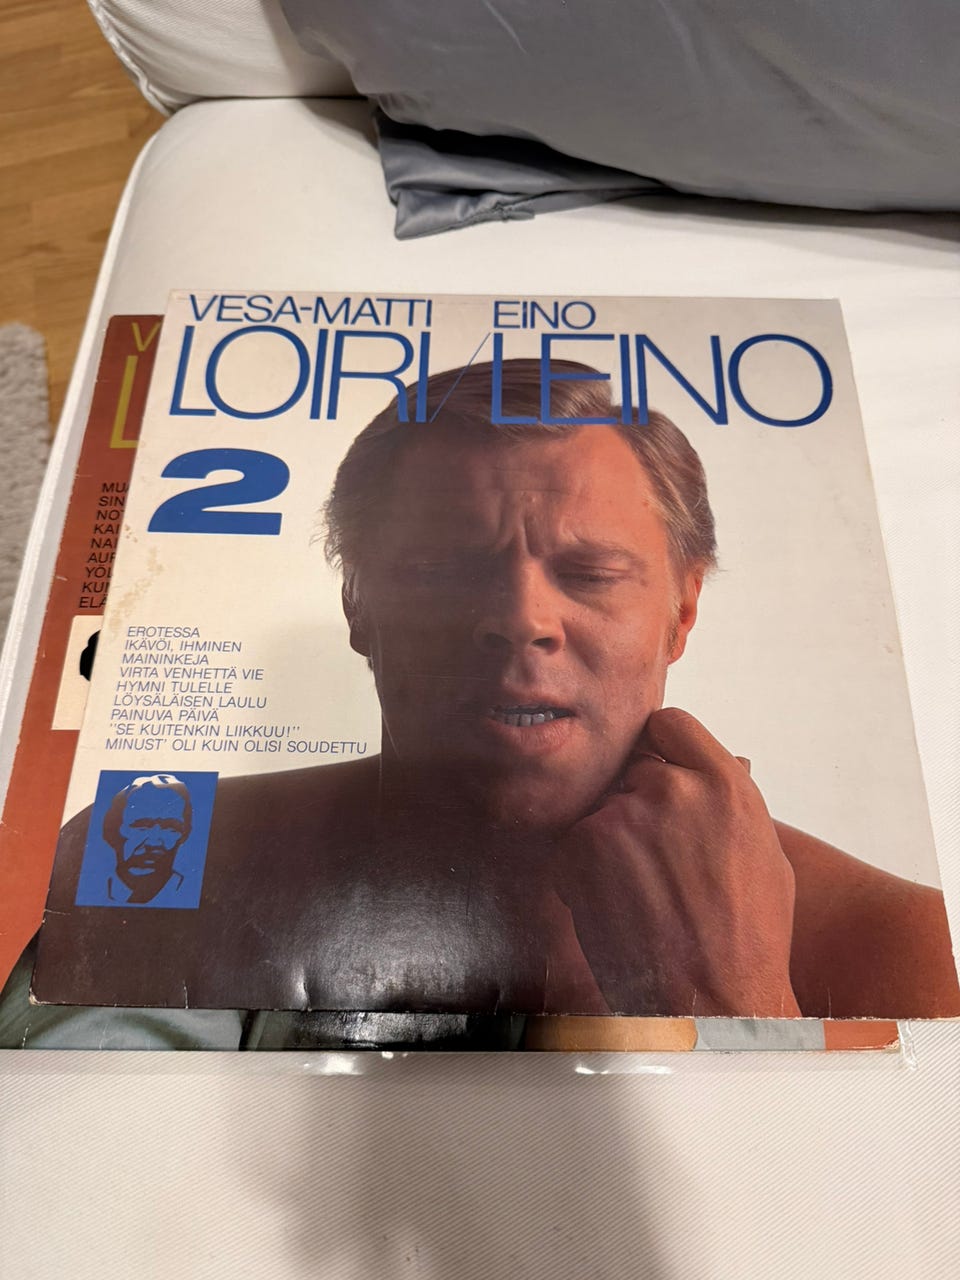 VESA-MATTI
LOIRI / EINO
LEINO
2
EROTESSA
IKÄVÖI, IHMINEN
MAININKEJA
VIRTA VENHETTÄ VIE
HYMNI TULELLE
LÖYSÄLÄISEN LAULU
PAINUVA PÄIVÄ
"SE KUITENKIN LIIKKUU!"
MINUST' OLI KUIN OLISI SOUDETTU